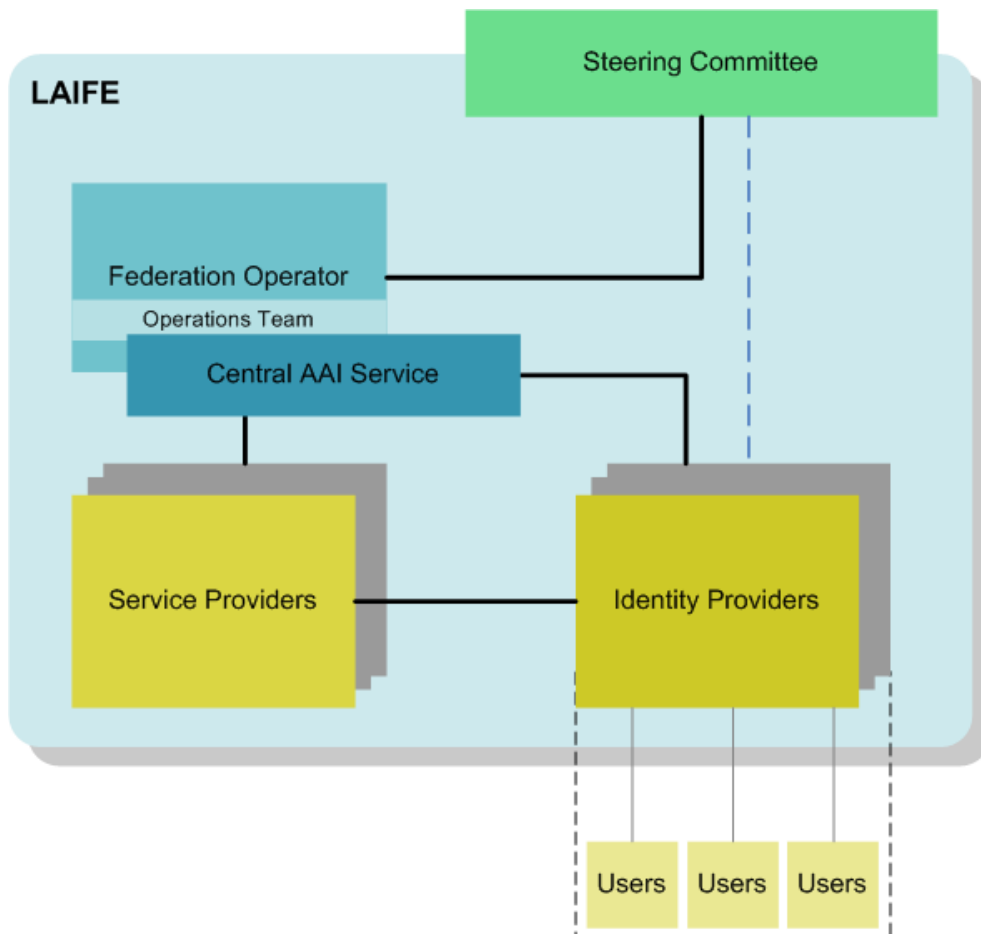 Steering Committee
LAIFE
Federation Operator
Operations Team
Central AAI Service
Service Providers
Identity Providers
Users
Users
Users